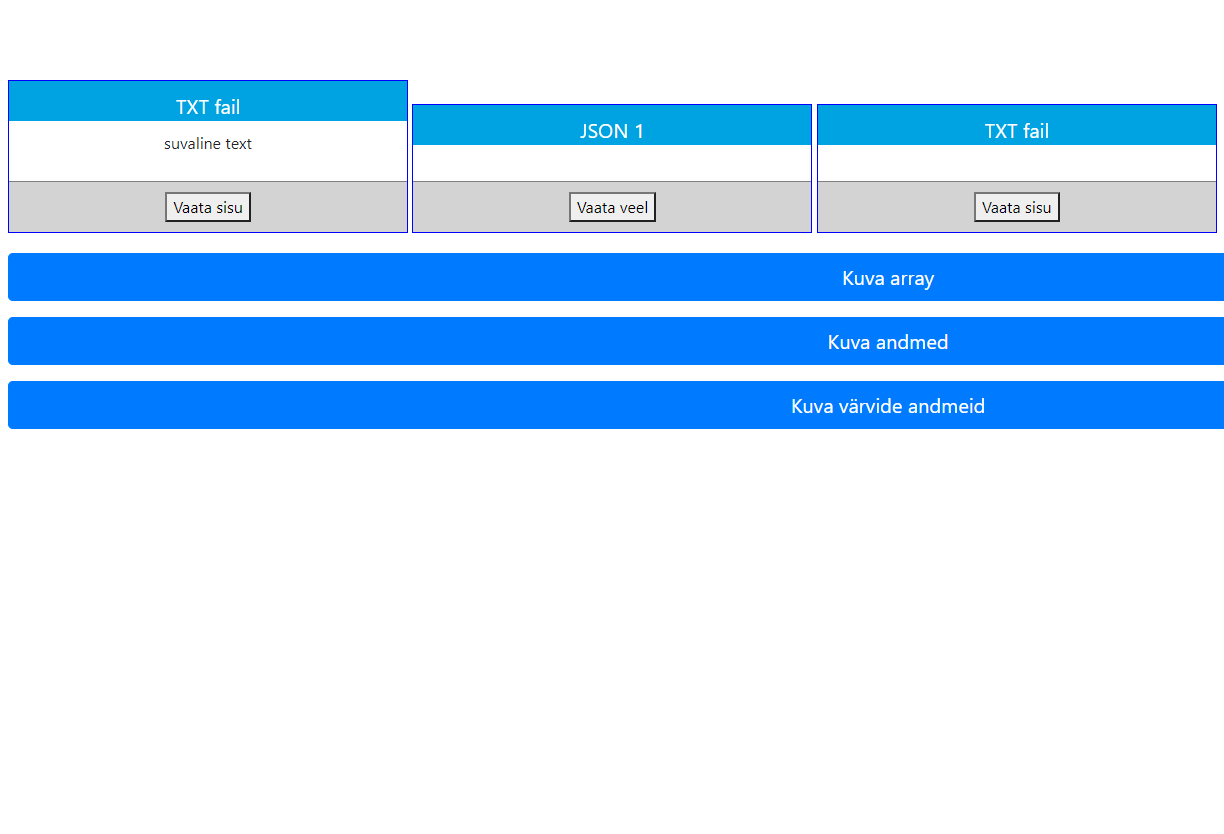 TXT fail
suvaline text
Vaata sisu
JSON 1
Vaata veel
TXT fail
Vaata sisu
Kuva array
Kuva andmed
Kuva värvide andmeid